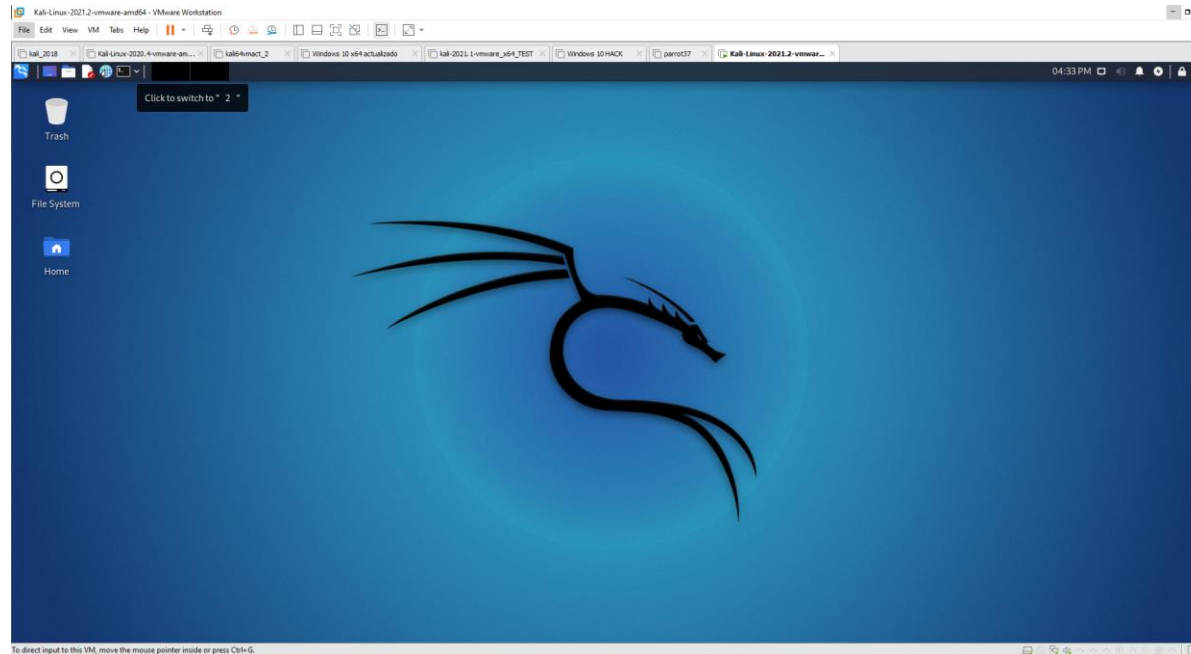 Kali-Linux-2021.2-vmware-amd64 - VMware Workstation
File Edit View VM Tabs Help
kali_2018 Kali-Linux-2020.4-vmware-am... kali64vmact_2 Windows 10 x64 actualizado kali-2021.1-vmware_x64_TEST Windows 10 HACK parrot37 Kali-Linux-2021.2-vmwar...
04:33 PM
Click to switch to " 2 "
Trash
File System
Home
To direct input to this VM, move the mouse pointer inside or press Ctrl+G.